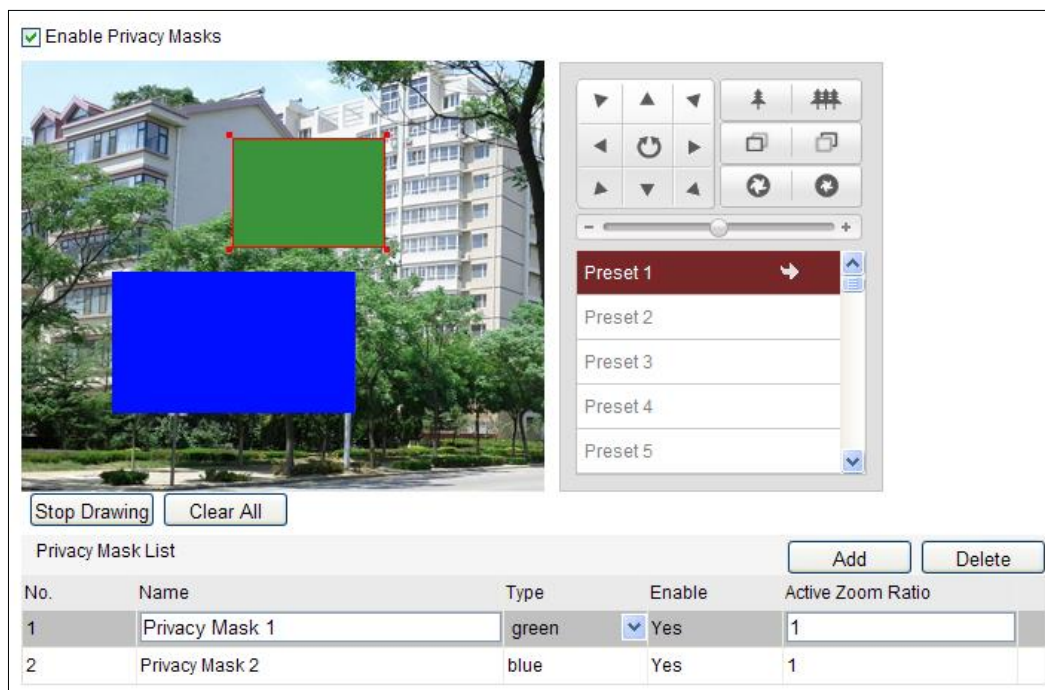 Enable Privacy Masks
Preset 1
Preset 2
Preset 3
Preset 4
Preset 5
Stop Drawing Clear All
Privacy Mask List Add Delete
No. Name Type Enable Active Zoom Ratio
1 Privacy Mask 1 green Yes 1
2 Privacy Mask 2 blue Yes 1